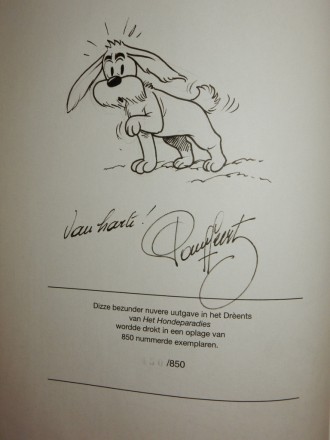 Van harte!
Dizze bezunder nuvere uutgave in het Drèents
van Het Hondeparadies
wordde drokt in een oplage van
850 nummerde exemplaren.
/850